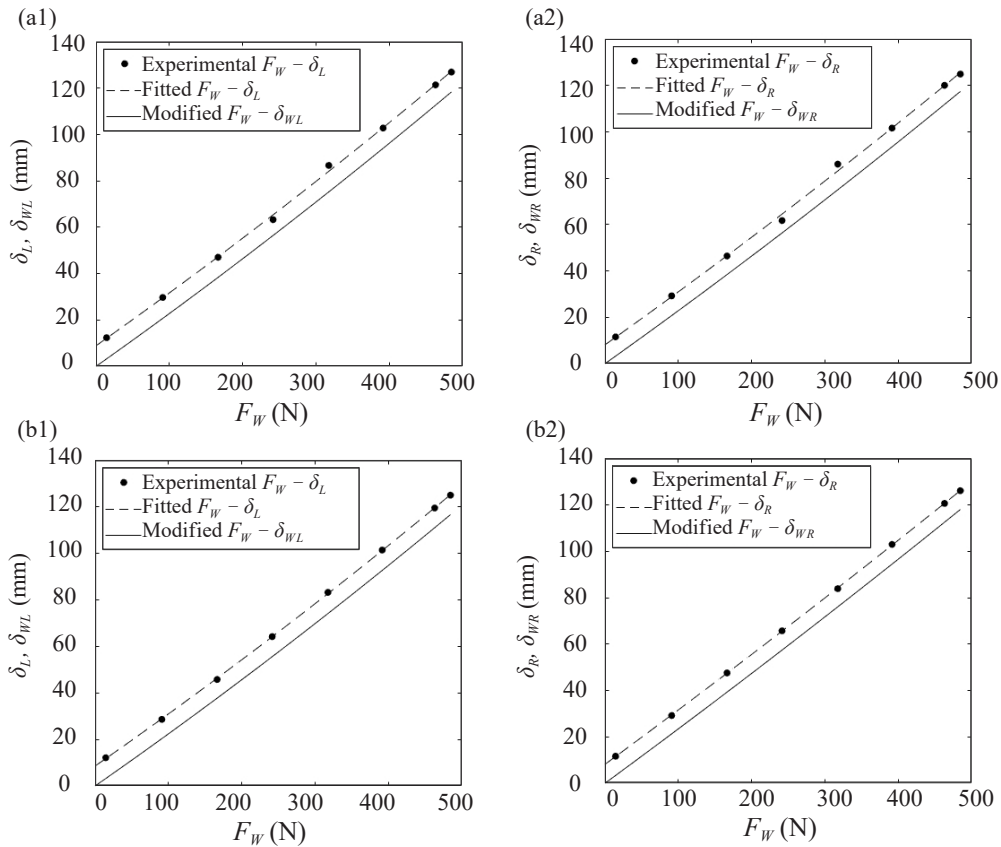 (a1)
140
120
100
80
60
40
20
0
δL, δWL (mm)
Experimental FW − δL
Fitted FW − δL
Modified FW − δWL
0 100 200 300 400 500
FW (N)
(a2)
140
120
100
80
60
40
20
0
δR, δWR (mm)
Experimental FW − δR
Fitted FW − δR
Modified FW − δWR
0 100 200 300 400 500
FW (N)
(b1)
140
120
100
80
60
40
20
0
δL, δWL (mm)
Experimental FW − δL
Fitted FW − δL
Modified FW − δWL
0 100 200 300 400 500
FW (N)
(b2)
140
120
100
80
60
40
20
0
δR, δWR (mm)
Experimental FW − δR
Fitted FW − δR
Modified FW − δWR
0 100 200 300 400 500
FW (N)